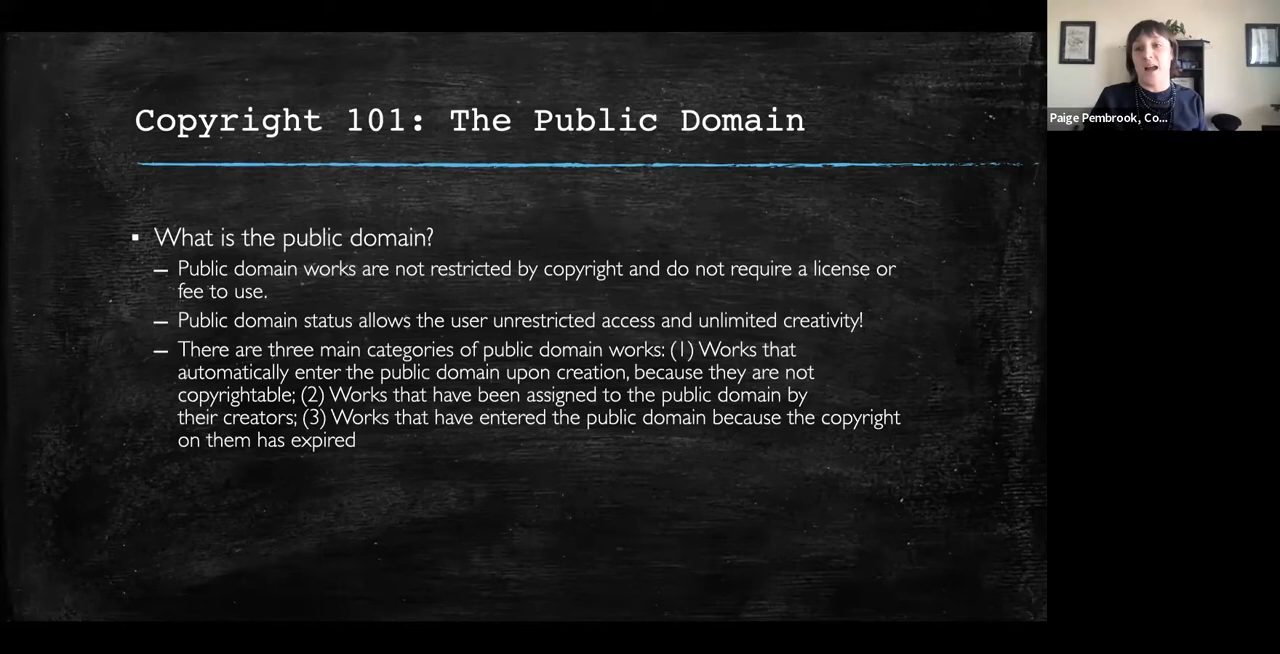 Copyright 101: The Public Domain
Paige Pembrook, Co...
▪ What is the public domain?
– Public domain works are not restricted by copyright and do not require a license or
fee to use.
– Public domain status allows the user unrestricted access and unlimited creativity!
– There are three main categories of public domain works: (1) Works that
automatically enter the public domain upon creation, because they are not
copyrightable; (2) Works that have been assigned to the public domain by
their creators; (3) Works that have entered the public domain because the copyright
on them has expired